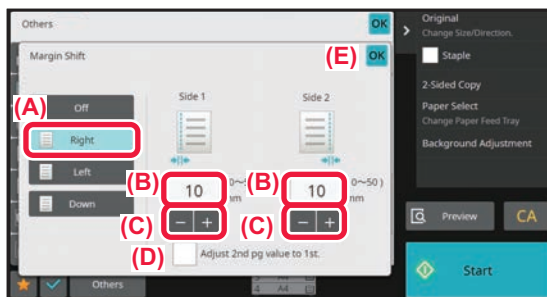 Others
OK
Original
Change Size/Direction.
Margin Shift
(E)
OK
Staple
(A)
Off
Side 1
Side 2
2-Sided Copy
Right
Paper Select
Change Paper Feed Tray
Left
Background Adjustment
(B)
10
(B)
10
0~50 )
Down
mm
(C)
- +
(C)
- +
Preview
CA
(D)
Adjust 2nd pg value to 1st.
Others
A4
Start